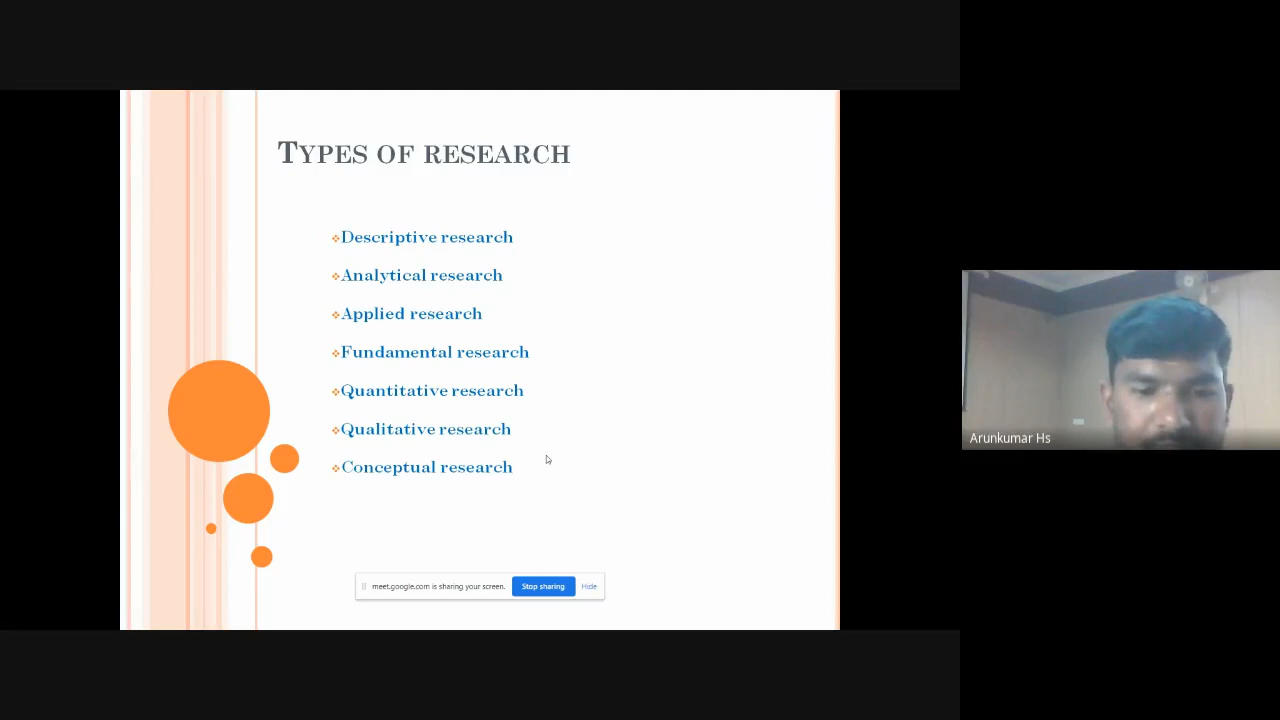 TYPES OF RESEARCH
Descriptive research
Analytical research
Applied research
Fundamental research
Quantitative research
Qualitative research
Conceptual research
meet.google.com is sharing your screen. Stop sharing Hide
Arunkumar Hs